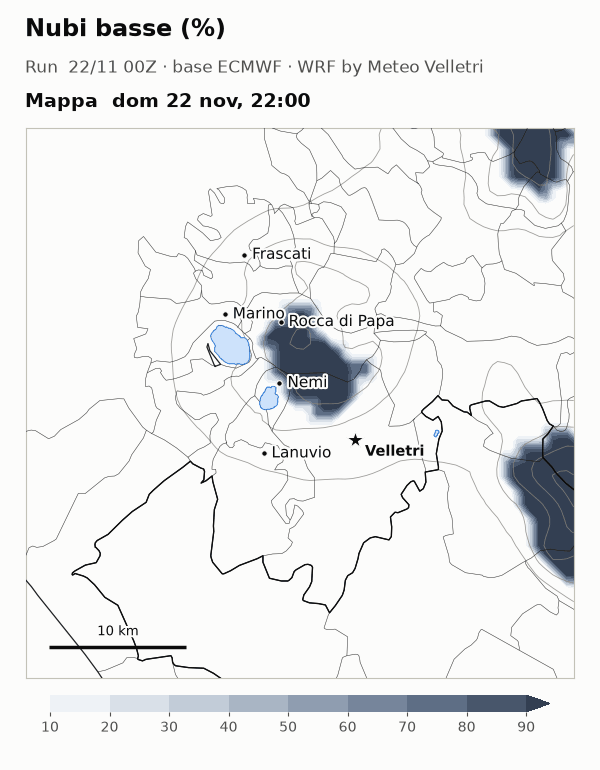 Nubi basse (%)
Run  22/11 00Z · base ECMWF · WRF by Meteo Velletri
Mappa  dom 22 nov, 22:00
Frascati
Marino
Rocca di Papa
Nemi
Velletri
Lanuvio
10 km
10 20 30 40 50 60 70 80 90